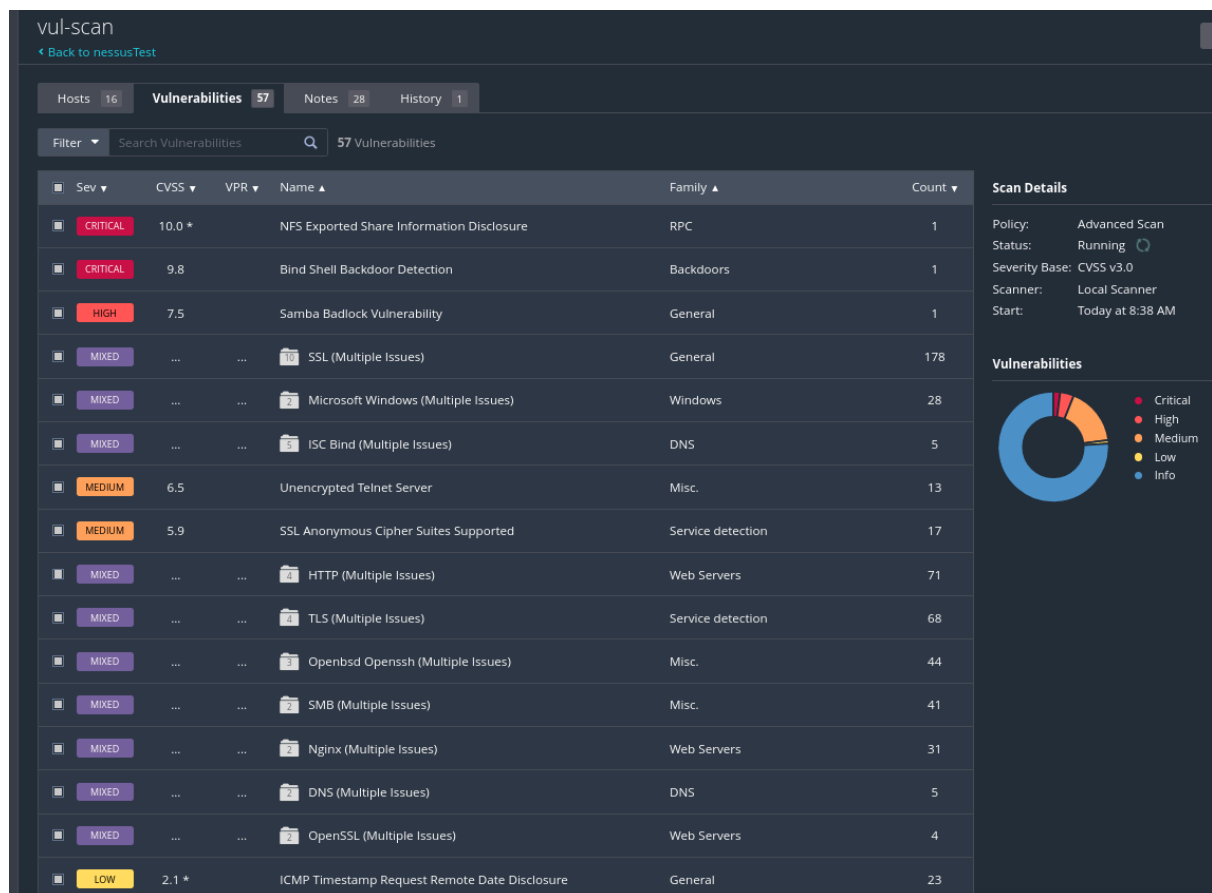 vul-scan
Back to nessusTest
Hosts 16 Vulnerabilities 57 Notes 28 History 1
Filter Search Vulnerabilities 57 Vulnerabilities
Sev CVSS VPR Name Family Count
CRITICAL 10.0 * NFS Exported Share Information Disclosure RPC 1
CRITICAL 9.8 Bind Shell Backdoor Detection Backdoors 1
HIGH 7.5 Samba Badlock Vulnerability General 1
MIXED ... ... 10 SSL (Multiple Issues) General 178
MIXED ... ... 2 Microsoft Windows (Multiple Issues) Windows 28
MIXED ... ... 5 ISC Bind (Multiple Issues) DNS 5
MEDIUM 6.5 Unencrypted Telnet Server Misc. 13
MEDIUM 5.9 SSL Anonymous Cipher Suites Supported Service detection 17
MIXED ... ... 4 HTTP (Multiple Issues) Web Servers 71
MIXED ... ... 4 TLS (Multiple Issues) Service detection 68
MIXED ... ... 3 Openbsd Openssh (Multiple Issues) Misc. 44
MIXED ... ... 2 SMB (Multiple Issues) Misc. 41
MIXED ... ... 2 Nginx (Multiple Issues) Web Servers 31
MIXED ... ... 2 DNS (Multiple Issues) DNS 5
MIXED ... ... 2 OpenSSL (Multiple Issues) Web Servers 4
LOW 2.1 * ICMP Timestamp Request Remote Date Disclosure General 23
Scan Details
Policy: Advanced Scan
Status: Running
Severity Base: CVSS v3.0
Scanner: Local Scanner
Start: Today at 8:38 AM
Vulnerabilities
Critical
High
Medium
Low
Info